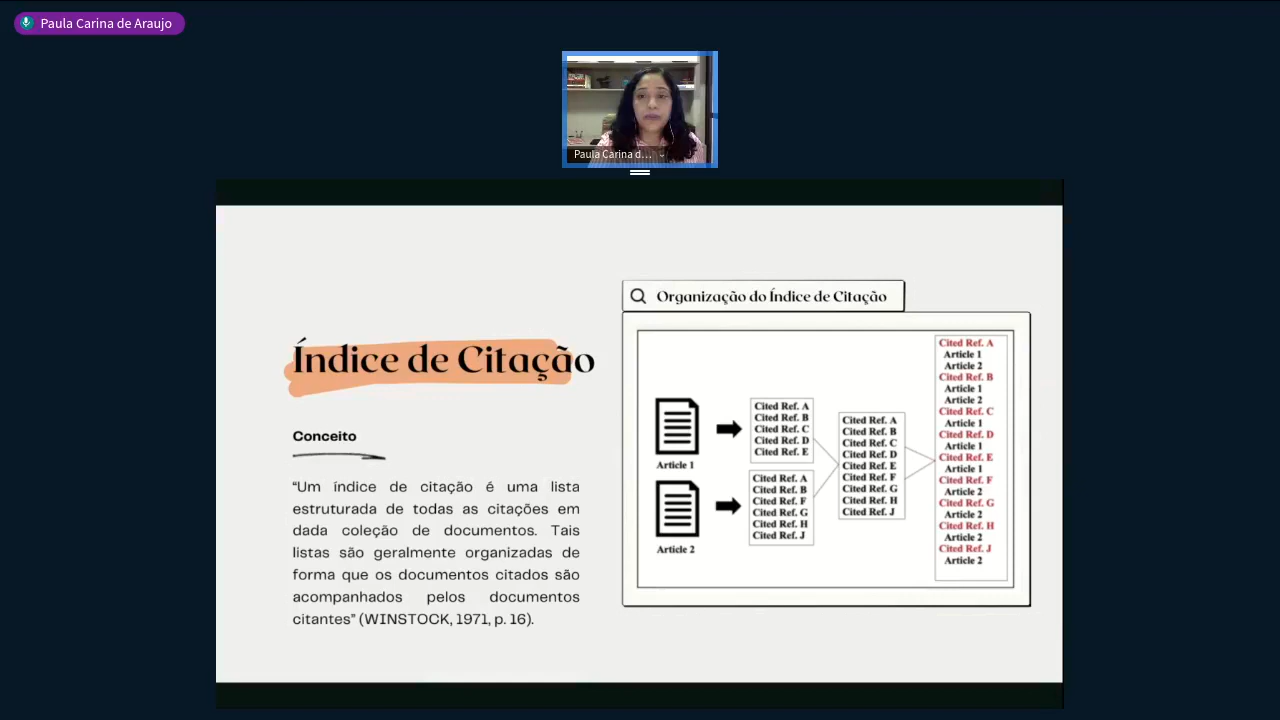 Paula Carina de Araujo
Paula Carina d...
Índice de Citação
Conceito
“Um índice de citação é uma lista
estruturada de todas as citações em
dada coleção de documentos. Tais
listas são geralmente organizadas de
forma que os documentos citados são
acompanhados pelos documentos
citantes” (WINSTOCK, 1971, p. 16).
Organização do Índice de Citação
Article 1
Cited Ref. A
Cited Ref. B
Cited Ref. C
Cited Ref. D
Cited Ref. E
Article 2
Cited Ref. A
Cited Ref. B
Cited Ref. F
Cited Ref. G
Cited Ref. H
Cited Ref. J
Cited Ref. A
Cited Ref. B
Cited Ref. C
Cited Ref. D
Cited Ref. E
Cited Ref. F
Cited Ref. G
Cited Ref. H
Cited Ref. J
Cited Ref. A
Article 1
Article 2
Cited Ref. B
Article 1
Article 2
Cited Ref. C
Article 1
Cited Ref. D
Article 1
Cited Ref. E
Article 1
Cited Ref. F
Article 2
Cited Ref. G
Article 2
Cited Ref. H
Article 2
Cited Ref. J
Article 2